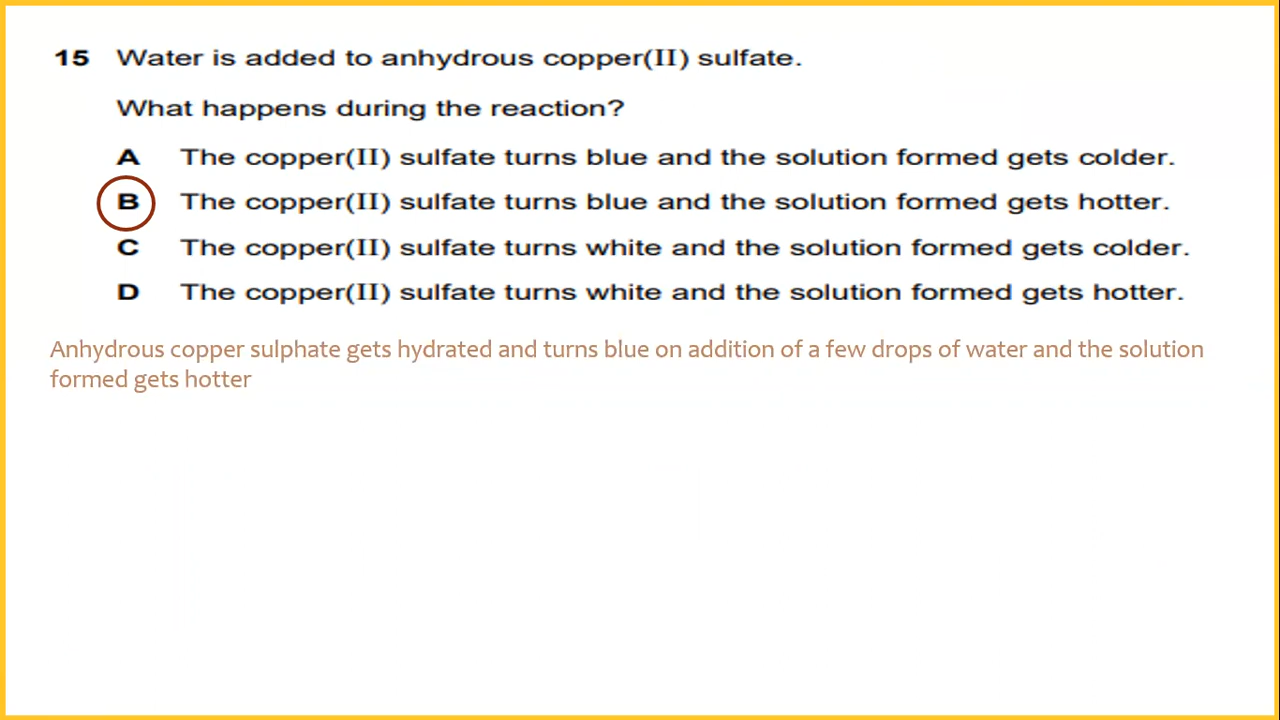 15 Water is added to anhydrous copper(II) sulfate.
What happens during the reaction?
A The copper(II) sulfate turns blue and the solution formed gets colder.
B The copper(II) sulfate turns blue and the solution formed gets hotter.
C The copper(II) sulfate turns white and the solution formed gets colder.
D The copper(II) sulfate turns white and the solution formed gets hotter.
Anhydrous copper sulphate gets hydrated and turns blue on addition of a few drops of water and the solution
formed gets hotter